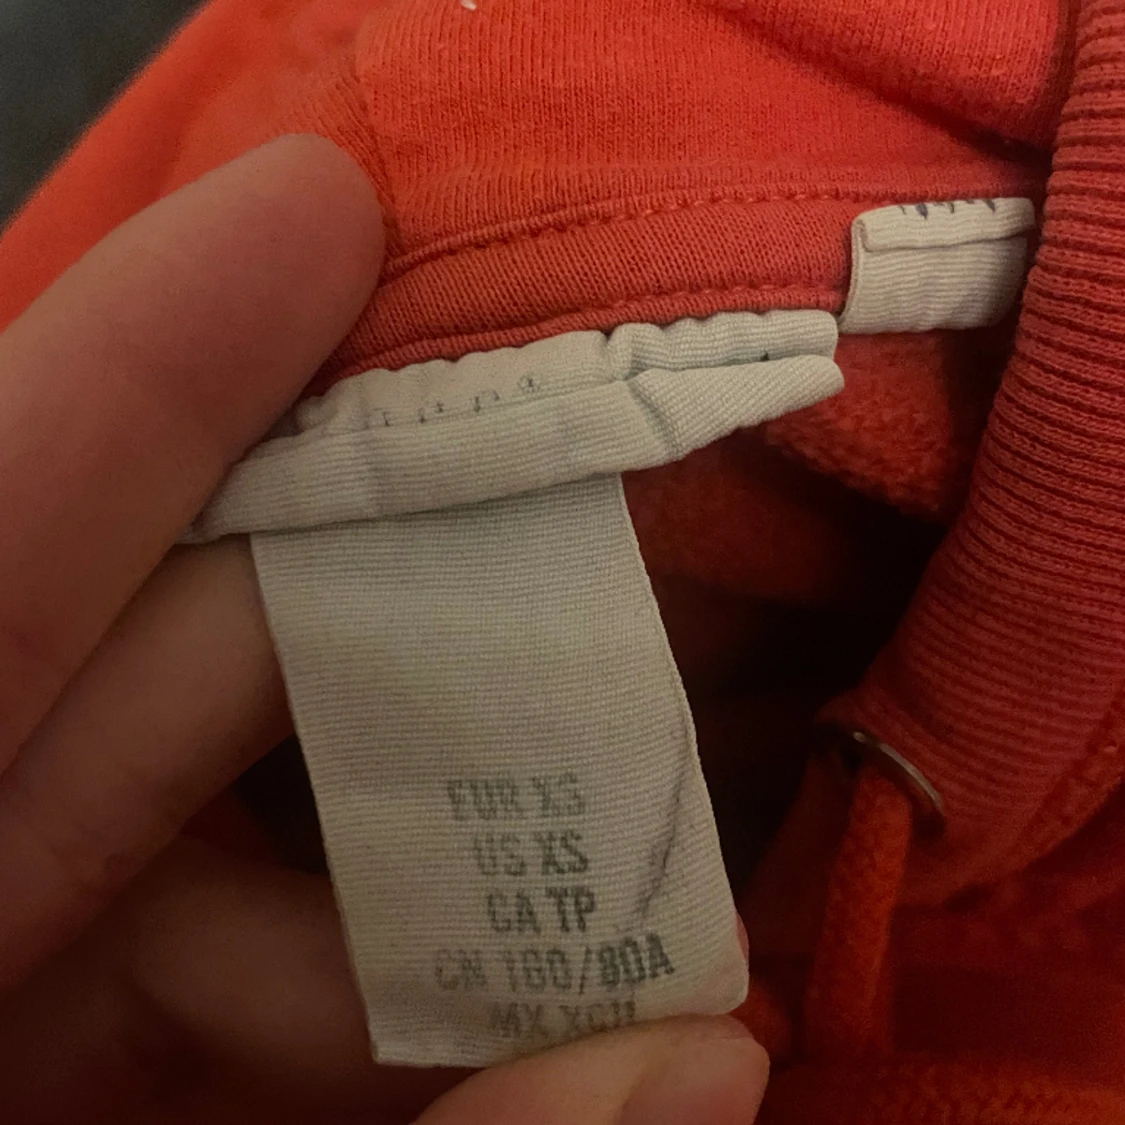 EUR XS
US XS
CA TP
CN 160/80A
MX XCH